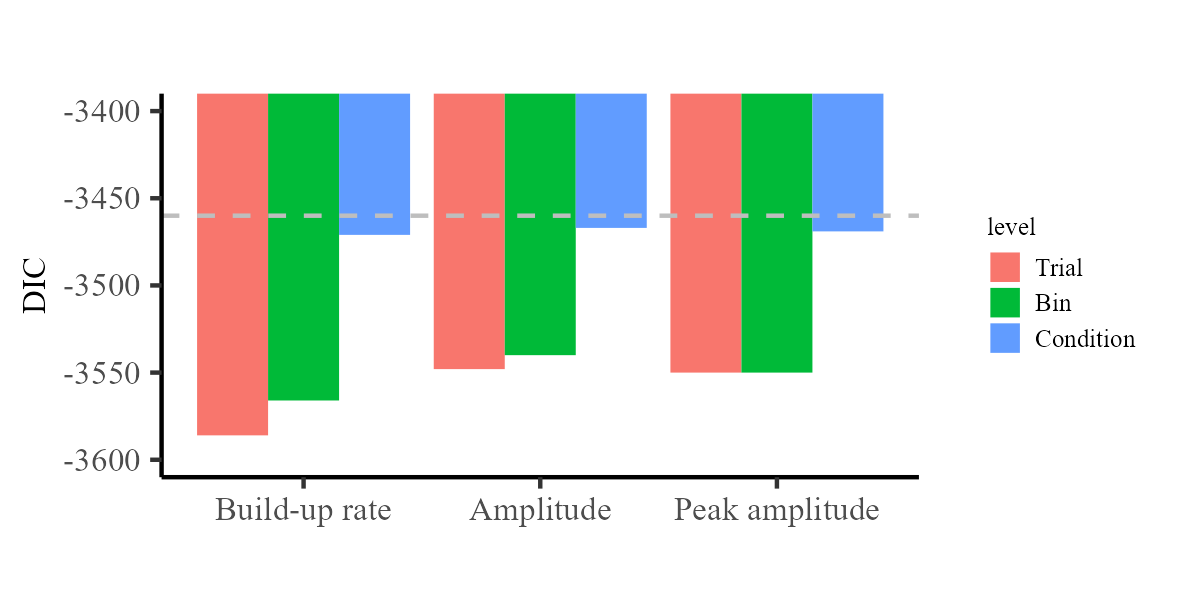 DIC
-3400
-3450
-3500
-3550
-3600
Build-up rate
Amplitude
Peak amplitude
level
Trial
Bin
Condition